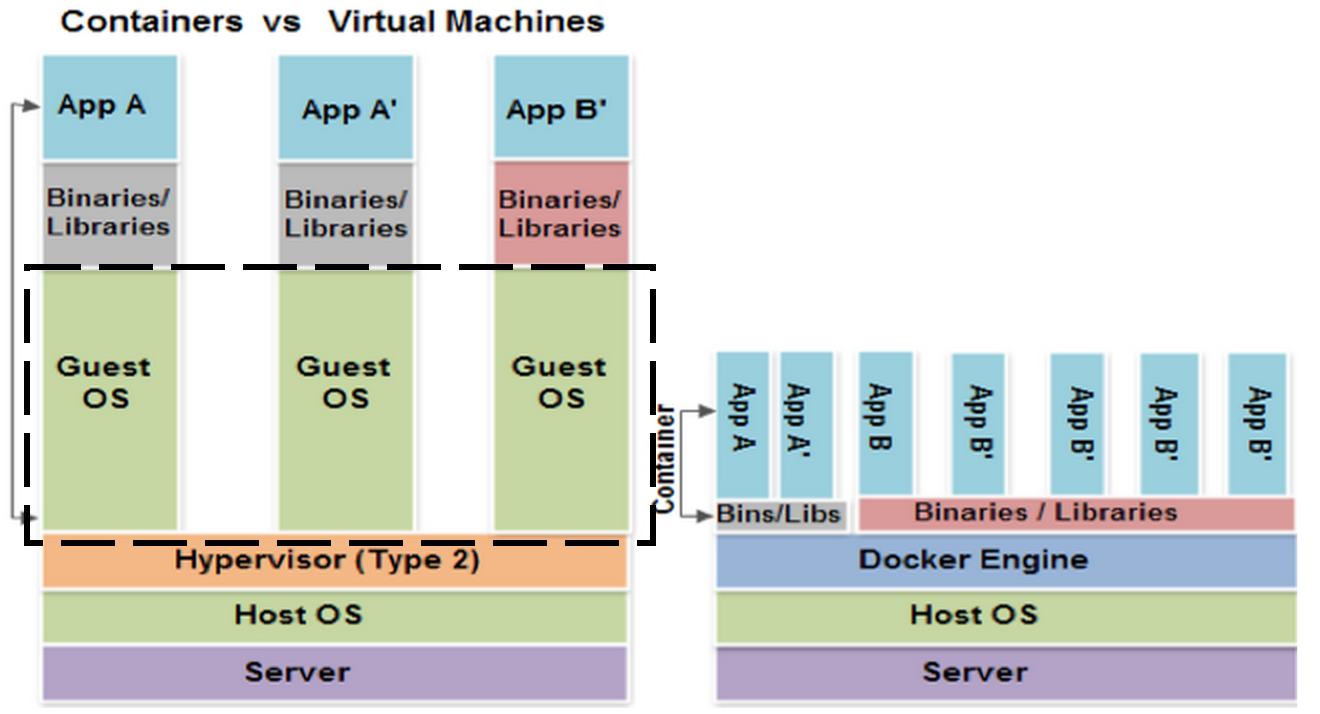 Containers vs Virtual Machines
App A
App A'
App B'
Binaries/
Libraries
Binaries/
Libraries
Binaries/
Libraries
Guest
OS
Guest
OS
Guest
OS
Hypervisor (Type 2)
Host OS
Server
Container
App A
App A'
App B
App B'
App B'
App B'
App B'
Bins/Libs
Binaries / Libraries
Docker Engine
Host OS
Server